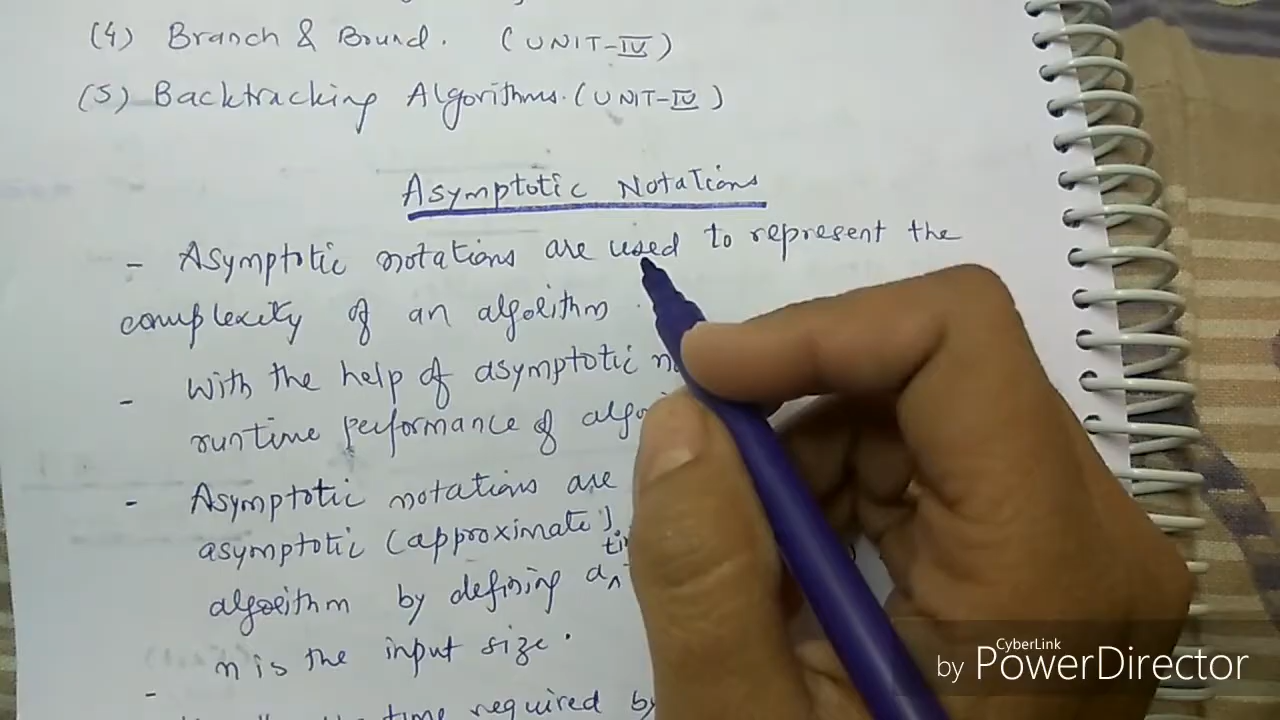 (4) Branch & Bound. (UNIT-IV)
(5) Backtracking Algorithms. (UNIT-IV)
Asymptotic Notations
- Asymptotic notations are used to represent the
complexity of an algorithm.
- With the help of asymptotic
runtime performance of
- Asymptotic notations are
asymptotic (approximate)
algorithm by defining a
n is the input size.
- time required by
CyberLink
by PowerDirector